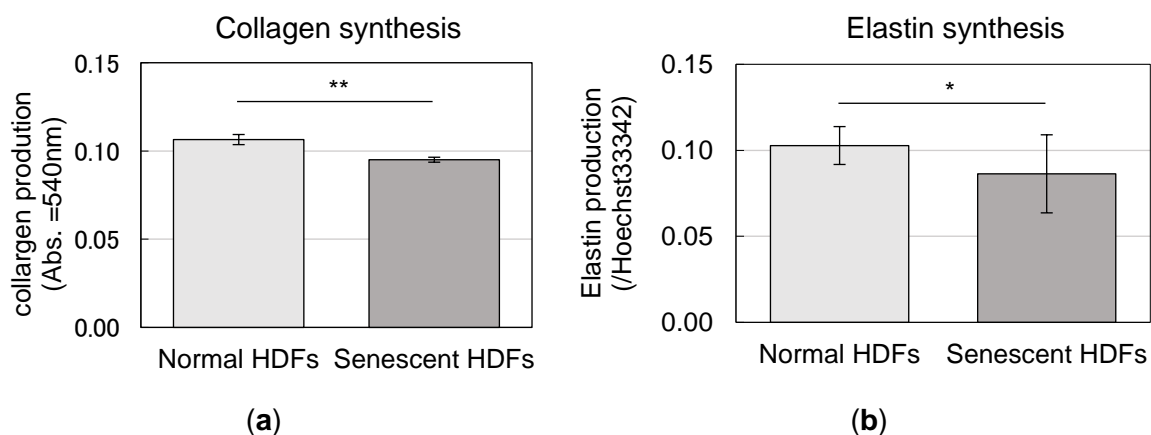 Collagen synthesis
collargen prodution
(Abs. =540nm)
0.15
0.10
0.05
0.00
**
Normal HDFs Senescent HDFs
(a)
Elastin synthesis
Elastin production
(/Hoechst33342)
0.15
0.10
0.05
0.00
*
Normal HDFs Senescent HDFs
(b)